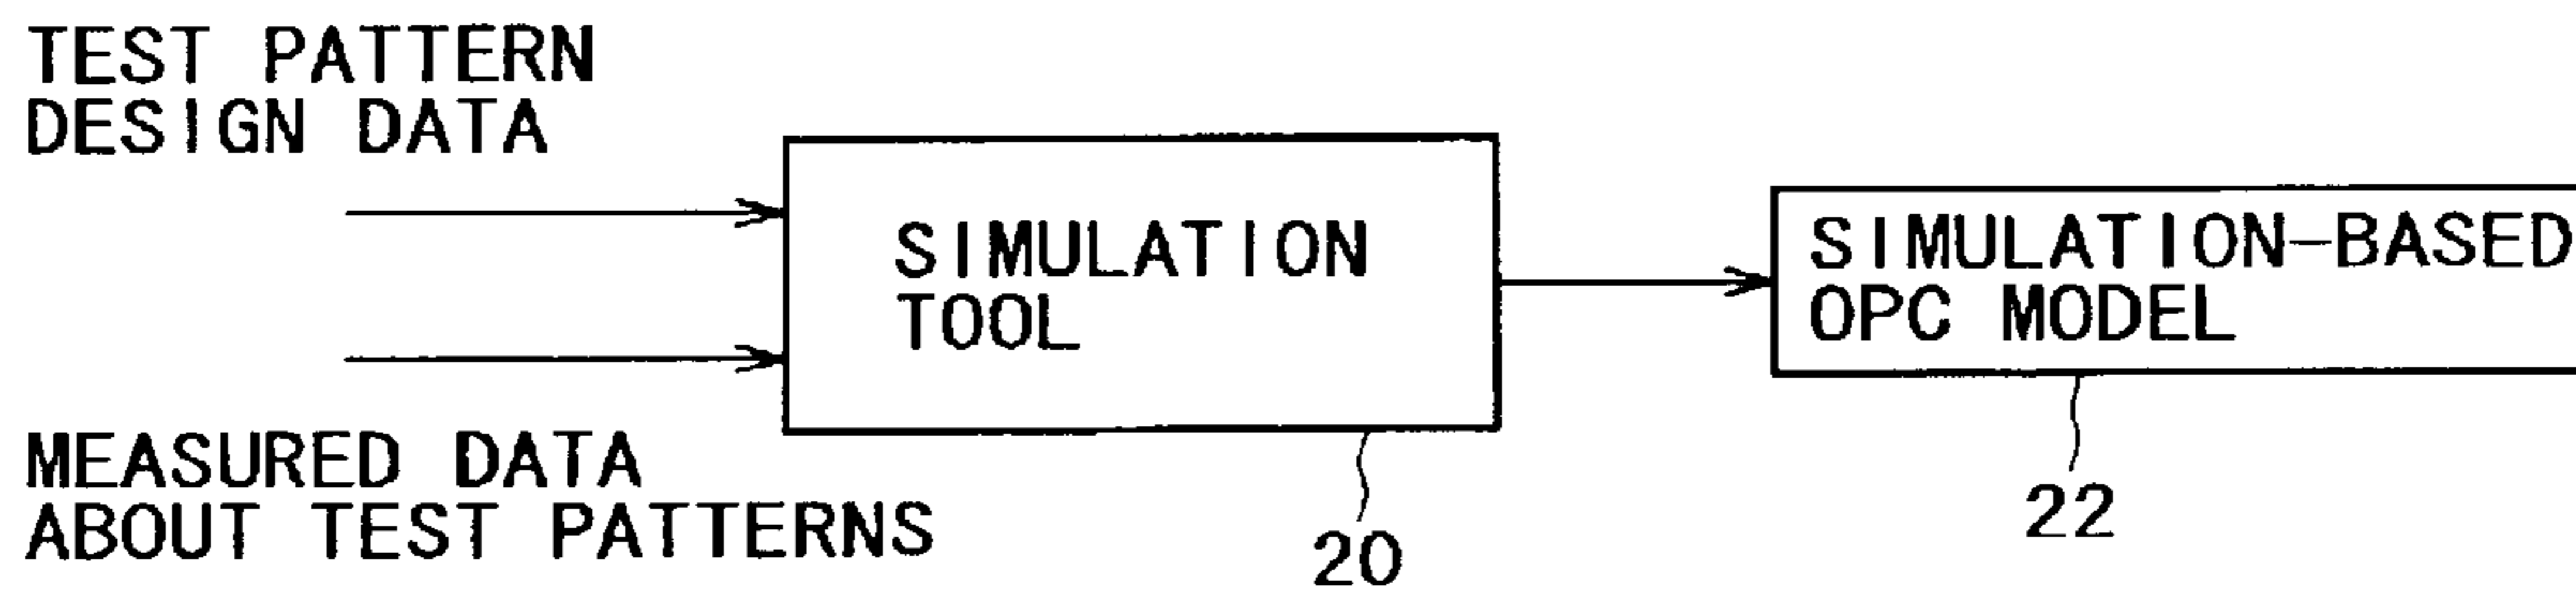 TEST PATTERN
DESIGN DATA
SIMULATION
TOOL
SIMULATION-BASED
OPC MODEL
MEASURED DATA
ABOUT TEST PATTERNS
20
22